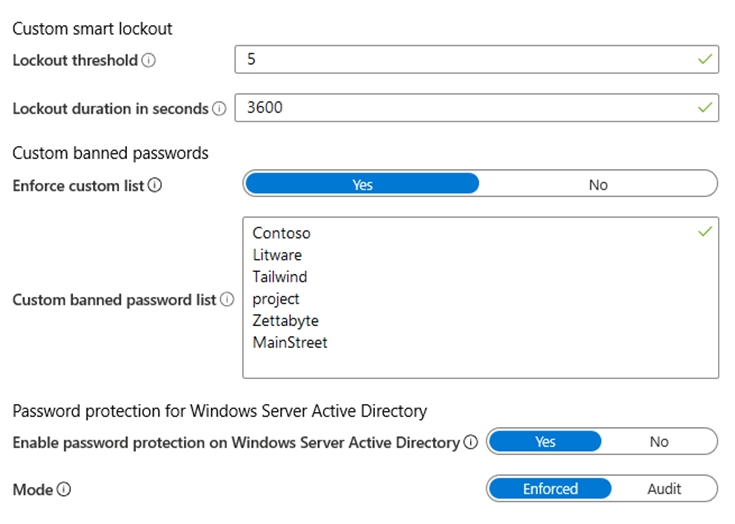 Custom smart lockout
Lockout threshold 5
Lockout duration in seconds 3600
Custom banned passwords
Enforce custom list Yes No
Custom banned password list
Contoso
Litware
Tailwind
project
Zettabyte
MainStreet
Password protection for Windows Server Active Directory
Enable password protection on Windows Server Active Directory Yes No
Mode Enforced Audit